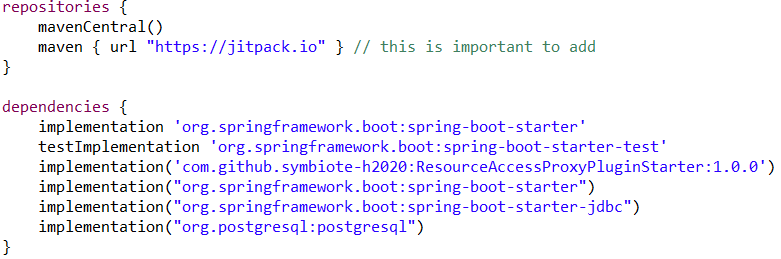 repositories {
    mavenCentral()
    maven { url "https://jitpack.io" } // this is important to add
}

dependencies {
    implementation 'org.springframework.boot:spring-boot-starter'
    testImplementation 'org.springframework.boot:spring-boot-starter-test'
    implementation('com.github.symbiote-h2020:ResourceAccessProxyPluginStarter:1.0.0')
    implementation("org.springframework.boot:spring-boot-starter")
    implementation("org.springframework.boot:spring-boot-starter-jdbc")
    implementation("org.postgresql:postgresql")
}